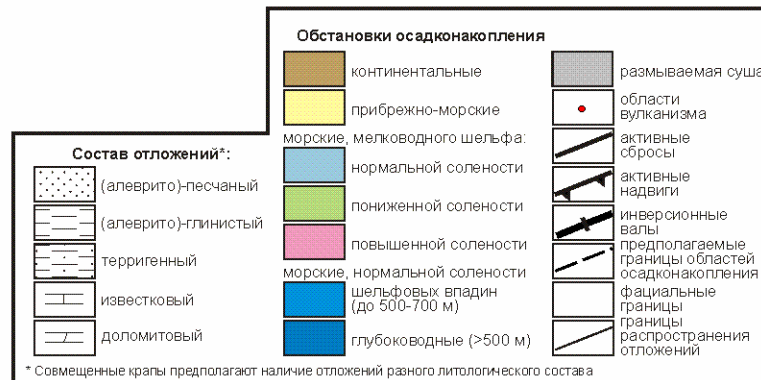 Обстановки осадконакопления
континентальные
прибрежно-морские
морские, мелководного шельфа:
нормальной солености
пониженной солености
повышенной солености
морские, нормальной солености
шельфовых впадин
(до 500-700 м)
глубоководные (>500 м)
размываемая суша
области
вулканизма
активные
сбросы
активные
надвиги
инверсионные
валы
предполагаемые
границы областей
осадконакопления
фациальные
границы
границы
распространения
отложений
Состав отложений*:
(алеврито)-песчаный
(алеврито)-глинистый
терригенный
известковый
доломитовый
* Совмещенные крапы предполагают наличие отложений разного литологического состава